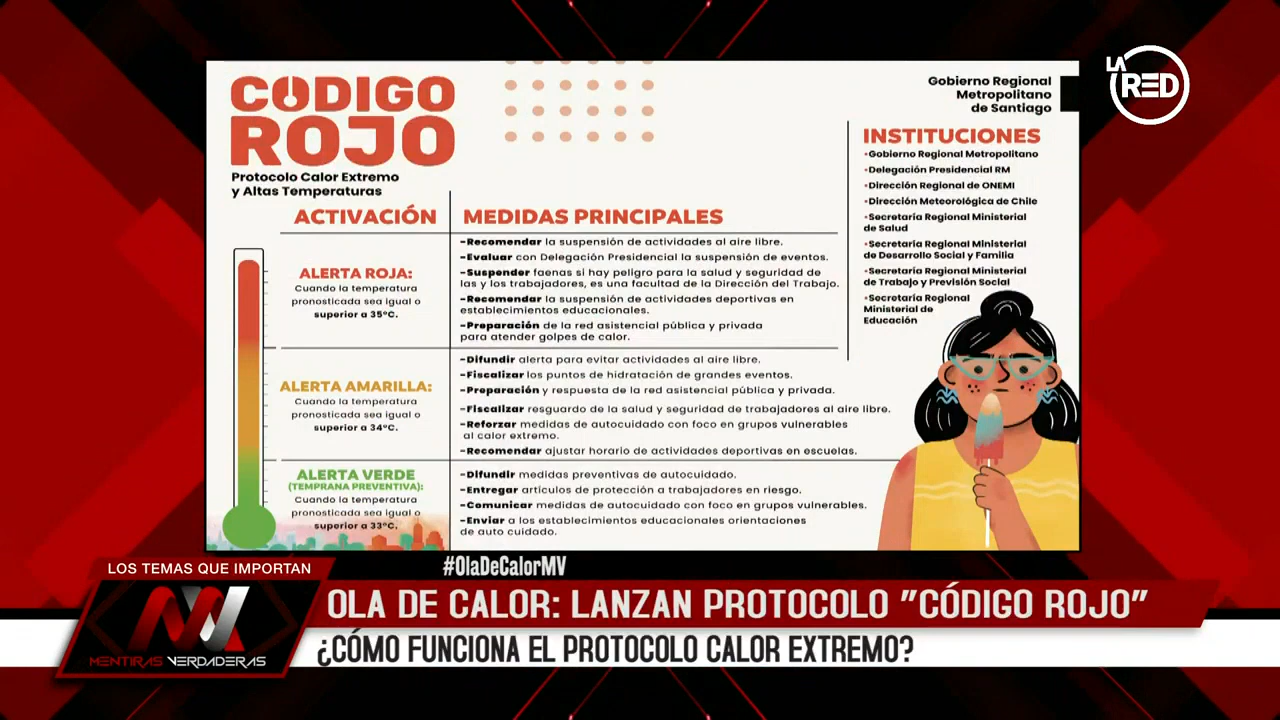 LA RED
CÓDIGO
ROJO
Protocolo Calor Extremo
y Altas Temperaturas
Gobierno Regional
Metropolitano
de Santiago
INSTITUCIONES
•Gobierno Regional Metropolitano
•Delegación Presidencial RM
•Dirección Regional de ONEMI
•Dirección Meteorológica de Chile
•Secretaría Regional Ministerial
de Salud
•Secretaría Regional Ministerial
de Desarrollo Social y Familia
•Secretaría Regional Ministerial
de Trabajo y Previsión Social
•Secretaría Regional
Ministerial de
Educación
ACTIVACIÓN
MEDIDAS PRINCIPALES
ALERTA ROJA:
Cuando la temperatura
pronosticada sea igual o
superior a 35°C.
-Recomendar la suspensión de actividades al aire libre.
-Evaluar con Delegación Presidencial la suspensión de eventos.
-Suspender faenas si hay peligro para la salud y seguridad de
las y los trabajadores, es una facultad de la Dirección del Trabajo.
-Recomendar la suspensión de actividades deportivas en
establecimientos educacionales.
-Preparación de la red asistencial pública y privada
para atender golpes de calor.
ALERTA AMARILLA:
Cuando la temperatura
pronosticada sea igual o
superior a 34°C.
-Difundir alerta para evitar actividades al aire libre.
-Fiscalizar los puntos de hidratación de grandes eventos.
-Preparación y respuesta de la red asistencial pública y privada.
-Fiscalizar resguardo de la salud y seguridad de trabajadores al aire libre.
-Reforzar medidas de autocuidado con foco en grupos vulnerables
al calor extremo.
-Recomendar ajustar horario de actividades deportivas en escuelas.
ALERTA VERDE
(TEMPRANA PREVENTIVA):
Cuando la temperatura
pronosticada sea igual o
superior a 33°C.
-Difundir medidas preventivas de autocuidado.
-Entregar artículos de protección a trabajadores en riesgo.
-Comunicar medidas de autocuidado con foco en grupos vulnerables.
-Enviar a los establecimientos educacionales orientaciones
de auto cuidado.
#OlaDeCalorMV
LOS TEMAS QUE IMPORTAN
MV
MENTIRAS VERDADERAS
OLA DE CALOR: LANZAN PROTOCOLO "CÓDIGO ROJO"
¿CÓMO FUNCIONA EL PROTOCOLO CALOR EXTREMO?